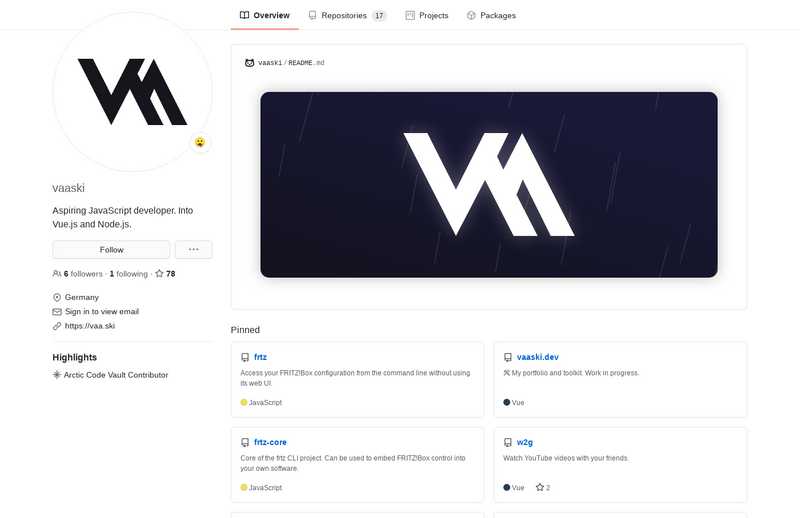 Overview
Repositories 17
Projects
Packages
vaaski
Aspiring JavaScript developer. Into
Vue.js and Node.js.
Follow
6 followers · 1 following · 78
Germany
Sign in to view email
https://vaa.ski
Highlights
Arctic Code Vault Contributor
vaaski / README.md
Pinned
frtz
Access your FRITZ!Box configuration from the command line without using
its web UI.
JavaScript
vaaski.dev
My portfolio and toolkit. Work in progress.
Vue
frtz-core
Core of the frtz CLI project. Can be used to embed FRITZ!Box control into
your own software.
JavaScript
w2g
Watch YouTube videos with your friends.
Vue 2